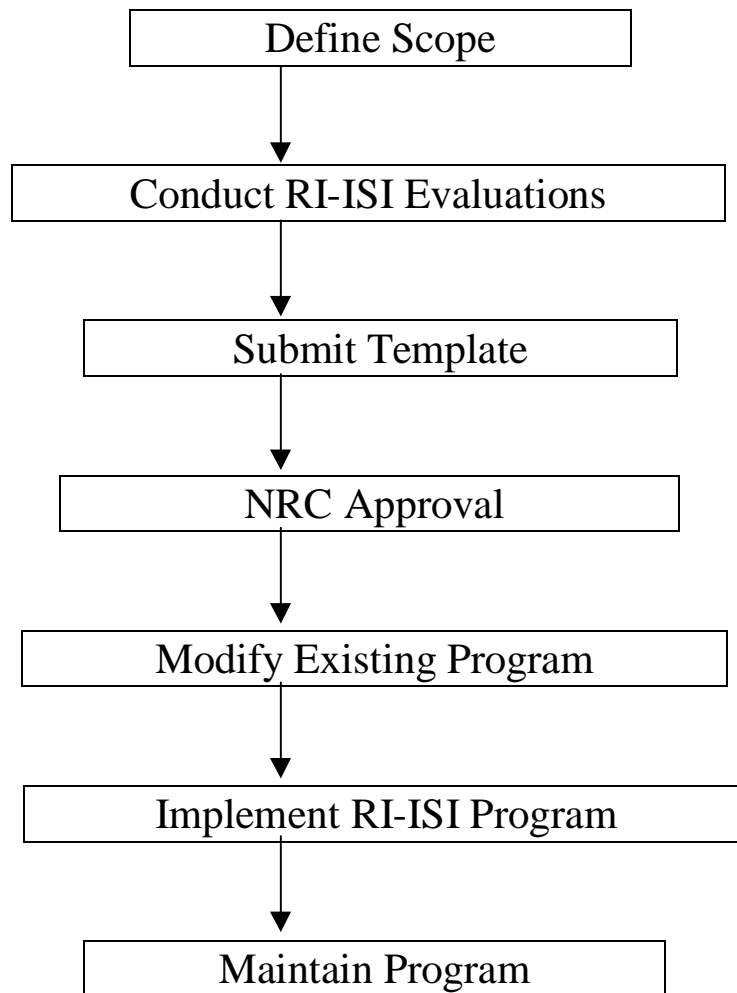 Define Scope
Conduct RI-ISI Evaluations
Submit Template
NRC Approval
Modify Existing Program
Implement RI-ISI Program
Maintain Program